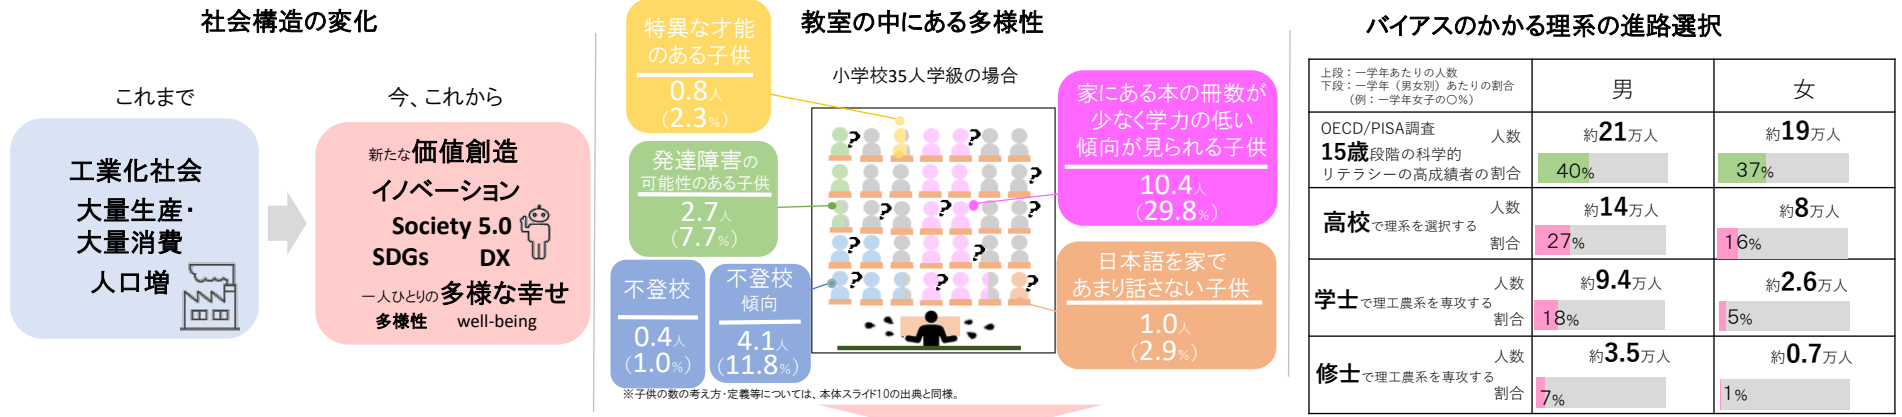 社会構造の変化
これまで
工業化社会
大量生産・
大量消費
人口増
今、これから
新たな価値創造
イノベーション
Society 5.0
SDGs DX
一人ひとりの多様な幸せ
多様性 well-being
教室の中にある多様性
小学校35人学級の場合
特異な才能
のある子供
0.8人
(2.3%)
発達障害の
可能性のある子供
2.7人
(7.7%)
不登校
0.4人
(1.0%)
不登校
傾向
4.1人
(11.8%)
家にある本の冊数が
少なく学力の低い
傾向が見られる子供
10.4人
(29.8%)
日本語を家で
あまり話さない子供
1.0人
(2.9%)
?
?
?
?
?
?
?
?
?
?
※子供の数の考え方・定義等については、本体スライド10の出典と同様。
バイアスのかかる理系の進路選択
上段：一学年あたりの人数
下段：一学年（男女別）あたりの割合
（例：一学年女子の〇%）
男
女
OECD/PISA調査
15歳段階の科学的
リテラシーの高成績者の
人数
約21万人
約19万人
割合
40%
37%
高校で理系を選択する
人数
約14万人
約8万人
割合
27%
16%
学士で理工農系を専攻する
人数
約9.4万人
約2.6万人
割合
18%
5%
修士で理工農系を専攻する
人数
約3.5万人
約0.7万人
割合
7%
1%